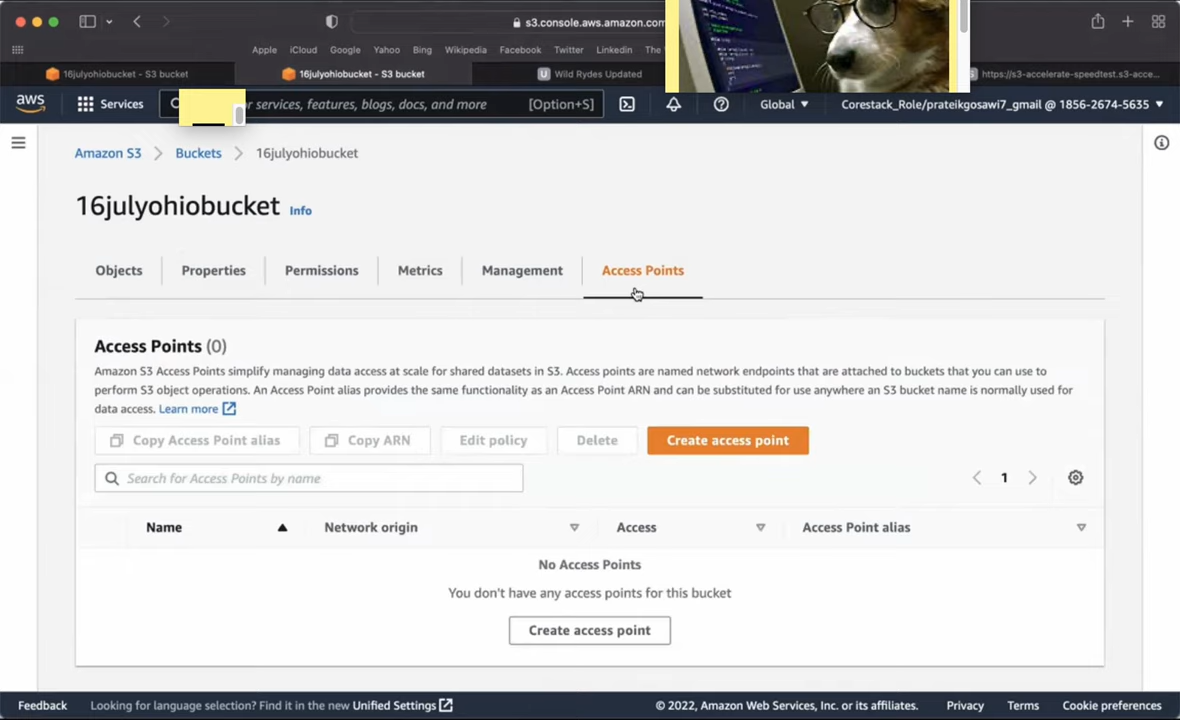 s3.console.aws.amazon.com
Apple iCloud Google Yahoo Bing Wikipedia Facebook Twitter Linkedin The
16julyohiobucket - S3 bucket
16julyohiobucket - S3 bucket
U Wild Rydes Updated
https://s3-accelerate-speedtest.s3-acce...
aws
Services
r services, features, blogs, docs, and more [Option+S]
Global
Corestack_Role/prateikgosawi7_gmail @ 1856-2674-5635
Amazon S3 > Buckets > 16julyohiobucket
16julyohiobucket Info
Objects
Properties
Permissions
Metrics
Management
Access Points
Access Points (0)
Amazon S3 Access Points simplify managing data access at scale for shared datasets in S3. Access points are named network endpoints that are attached to buckets that you can use to
perform S3 object operations. An Access Point alias provides the same functionality as an Access Point ARN and can be substituted for use anywhere an S3 bucket name is normally used for
data access. Learn more
Copy Access Point alias
Copy ARN
Edit policy
Delete
Create access point
Search for Access Points by name
1
Name
Network origin
Access
Access Point alias
No Access Points
You don't have any access points for this bucket
Create access point
Feedback
Looking for language selection? Find it in the new Unified Settings
© 2022, Amazon Web Services, Inc. or its affiliates.
Privacy
Terms
Cookie preferences